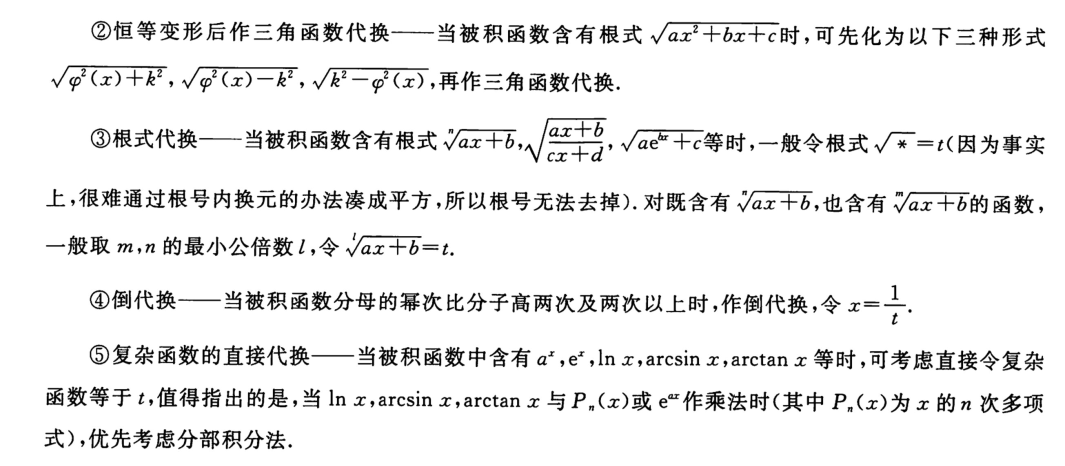 ②恒等变形后作三角函数代换——当被积函数含有根式 $\sqrt{ax^2+bx+c}$时,可先化为以下三种形式
$\sqrt{\varphi^2(x)+k^2}$,$\sqrt{\varphi^2(x)-k^2}$,$\sqrt{k^2-\varphi^2(x)}$,再作三角函数代换.
③根式代换——当被积函数含有根式 $\sqrt[n]{ax+b}$,$\sqrt{\frac{ax+b}{cx+d}}$,$\sqrt{ae^{bx}+c}$等时,一般令根式 $\sqrt{*}=t$(因为事实
上,很难通过根号内换元的办法凑成平方,所以根号无法去掉).对既含有 $\sqrt[n]{ax+b}$,也含有 $\sqrt[m]{ax+b}$的函数,
一般取 m,n 的最小公倍数 l,令 $\sqrt[l]{ax+b}=t$.
④倒代换——当被积函数分母的幂次比分子高两次及两次以上时,作倒代换,令 $x=\frac{1}{t}$.
⑤复杂函数的直接代换——当被积函数中含有 $a^x$,$e^x$,ln x,arcsin x,arctan x 等时,可考虑直接令复杂
函数等于 t,值得指出的是,当 ln x,arcsin x,arctan x 与 $P_n(x)$或 $e^{ax}$作乘法时(其中 $P_n(x)$为 x 的 n 次多项
式),优先考虑分部积分法.